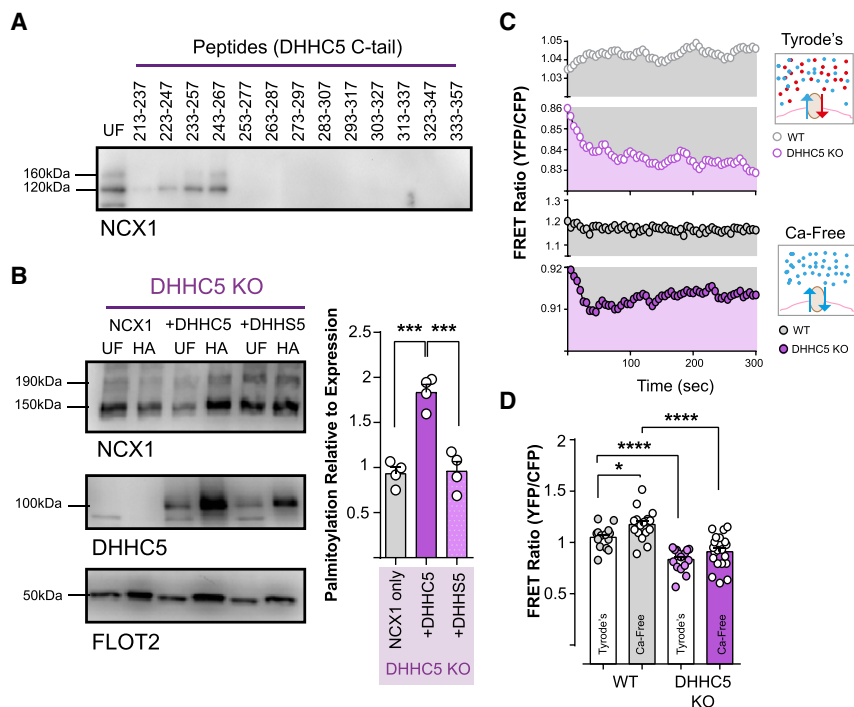 A
Peptides (DHHC5 C-tail)
UF 213-237 223-247 233-257 243-267 253-277 263-287 273-297 283-307 293-317 303-327 313-337 323-347 333-357
160kDa
120kDa
NCX1
B
DHHC5 KO
NCX1 +DHHC5 +DHHS5
UF HA UF HA UF HA
190kDa
150kDa
NCX1
100kDa
DHHC5
50kDa
FLOT2
Palmitoylation Relative to Expression
2.5
2
1.5
1
0.5
*** ***
NCX1 only
+DHHC5
+DHHS5
DHHC5 KO
C
FRET Ratio (YFP/CFP)
1.05
1.04
1.03
0.86
0.85
0.84
0.83
1.3
1.2
1.1
0.92
0.91
100 200 300
Time (sec)
Tyrode's
WT
DHHC5 KO
Ca-Free
WT
DHHC5 KO
D
FRET Ratio (YFP/CFP)
2
1.5
1
0.5
****
****
*
Tyrode's
Ca-Free
Tyrode's
Ca-Free
WT
DHHC5
KO